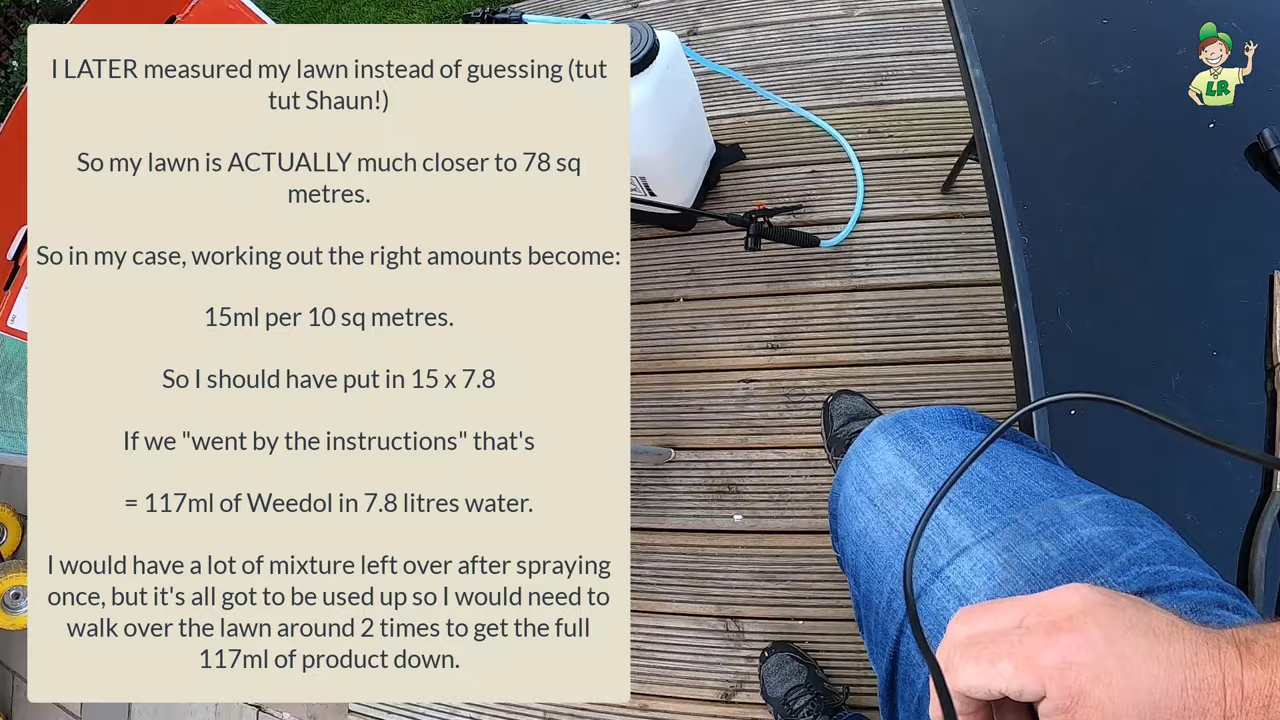 I LATER measured my lawn instead of guessing (tut
tut Shaun!)
So my lawn is ACTUALLY much closer to 78 sq
metres.
So in my case, working out the right amounts become:
15ml per 10 sq metres.
So I should have put in 15 x 7.8
If we "went by the instructions" that's
= 117ml of Weedol in 7.8 litres water.
I would have a lot of mixture left over after spraying
once, but it's all got to be used up so I would need to
walk over the lawn around 2 times to get the full
117ml of product down.
LR